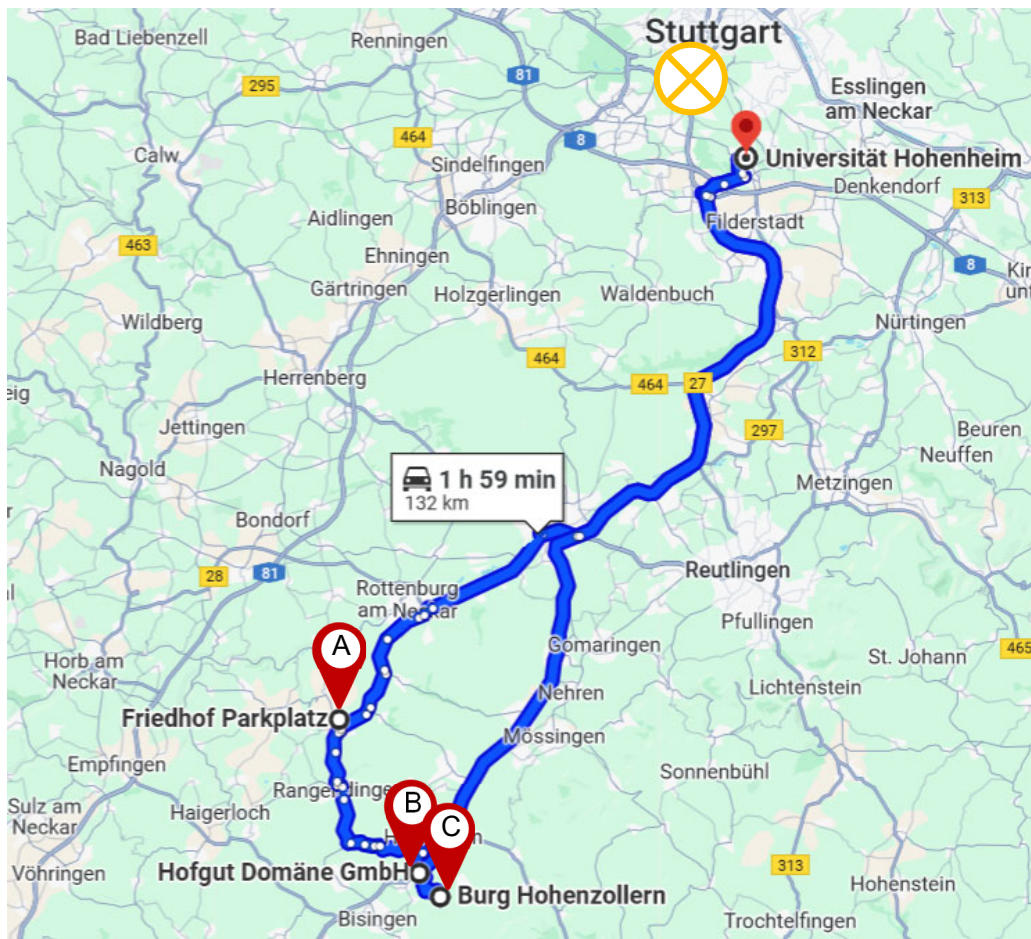 Stuttgart
Bad Liebenzell
Renningen
81
295
Esslingen
am Neckar
464
8
Calw
Sindelfingen
Universität Hohenheim
Denkendorf
313
Böblingen
Aidlingen
Filderstadt
463
Ehningen
8
Gärtringen
Holzgerlingen
Waldenbuch
Wildberg
Nürtingen
464
312
Herrenberg
464
27
Jettingen
297
Beuren
Neuffen
Nagold
1 h 59 min
132 km
Metzingen
Bondorf
28
81
Reutlingen
Rottenburg
am Neckar
Pfullingen
A
Gomaringen
St. Johann
465
Horb am
Neckar
Nehren
Lichtenstein
Friedhof Parkplatz
Mössingen
Empfingen
Sonnenbühl
B
C
Sulz am
Neckar
Haigerloch
Vöhringen
Hofgut Domäne GmbH
313
Hohenstein
Burg Hohenzollern
Bisingen
Trochtelfingen